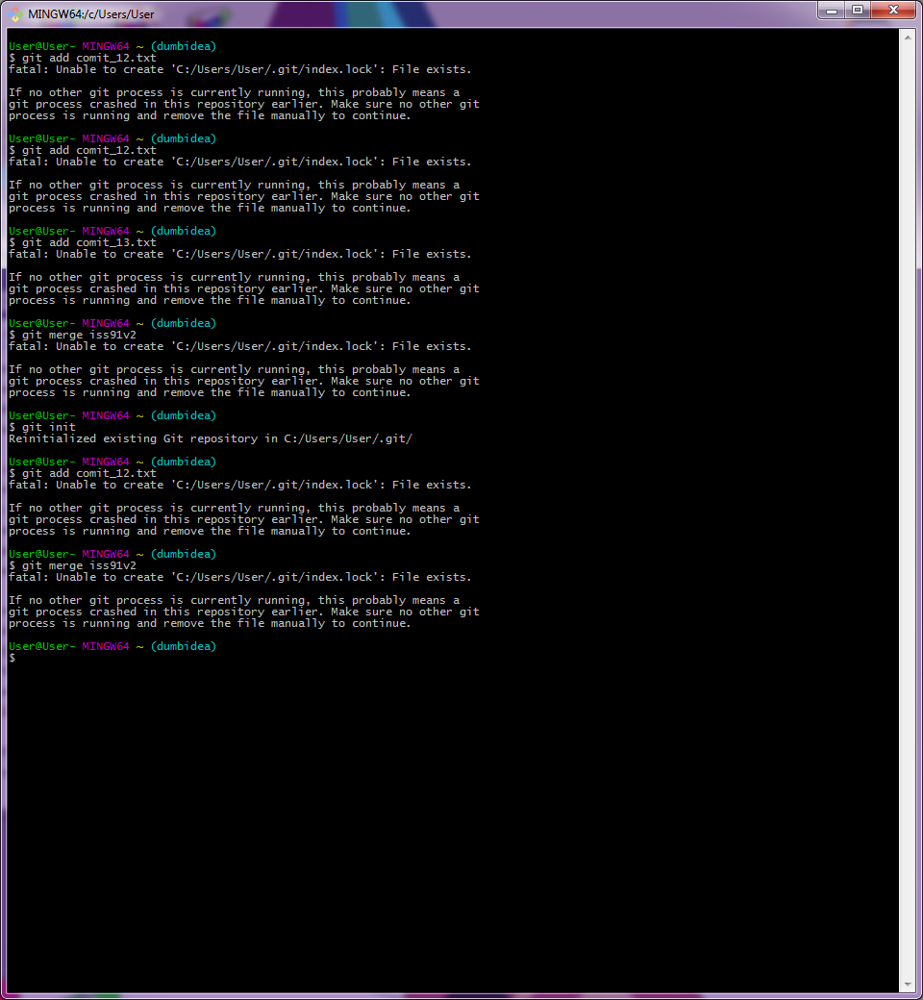 MINGW64:/c/Users/User
User@User- MINGW64 ~ (dumbidea)
$ git add comit_12.txt
fatal: Unable to create 'C:/Users/User/.git/index.lock': File exists.
If no other git process is currently running, this probably means a
git process crashed in this repository earlier. Make sure no other git
process is running and remove the file manually to continue.
User@User- MINGW64 ~ (dumbidea)
$ git add comit_12.txt
fatal: Unable to create 'C:/Users/User/.git/index.lock': File exists.
If no other git process is currently running, this probably means a
git process crashed in this repository earlier. Make sure no other git
process is running and remove the file manually to continue.
User@User- MINGW64 ~ (dumbidea)
$ git add comit_13.txt
fatal: Unable to create 'C:/Users/User/.git/index.lock': File exists.
If no other git process is currently running, this probably means a
git process crashed in this repository earlier. Make sure no other git
process is running and remove the file manually to continue.
User@User- MINGW64 ~ (dumbidea)
$ git merge iss91v2
fatal: Unable to create 'C:/Users/User/.git/index.lock': File exists.
If no other git process is currently running, this probably means a
git process crashed in this repository earlier. Make sure no other git
process is running and remove the file manually to continue.
User@User- MINGW64 ~ (dumbidea)
$ git init
Reinitialized existing Git repository in C:/Users/User/.git/
User@User- MINGW64 ~ (dumbidea)
$ git add comit_12.txt
fatal: Unable to create 'C:/Users/User/.git/index.lock': File exists.
If no other git process is currently running, this probably means a
git process crashed in this repository earlier. Make sure no other git
process is running and remove the file manually to continue.
User@User- MINGW64 ~ (dumbidea)
$ git merge iss91v2
fatal: Unable to create 'C:/Users/User/.git/index.lock': File exists.
If no other git process is currently running, this probably means a
git process crashed in this repository earlier. Make sure no other git
process is running and remove the file manually to continue.
User@User- MINGW64 ~ (dumbidea)
$